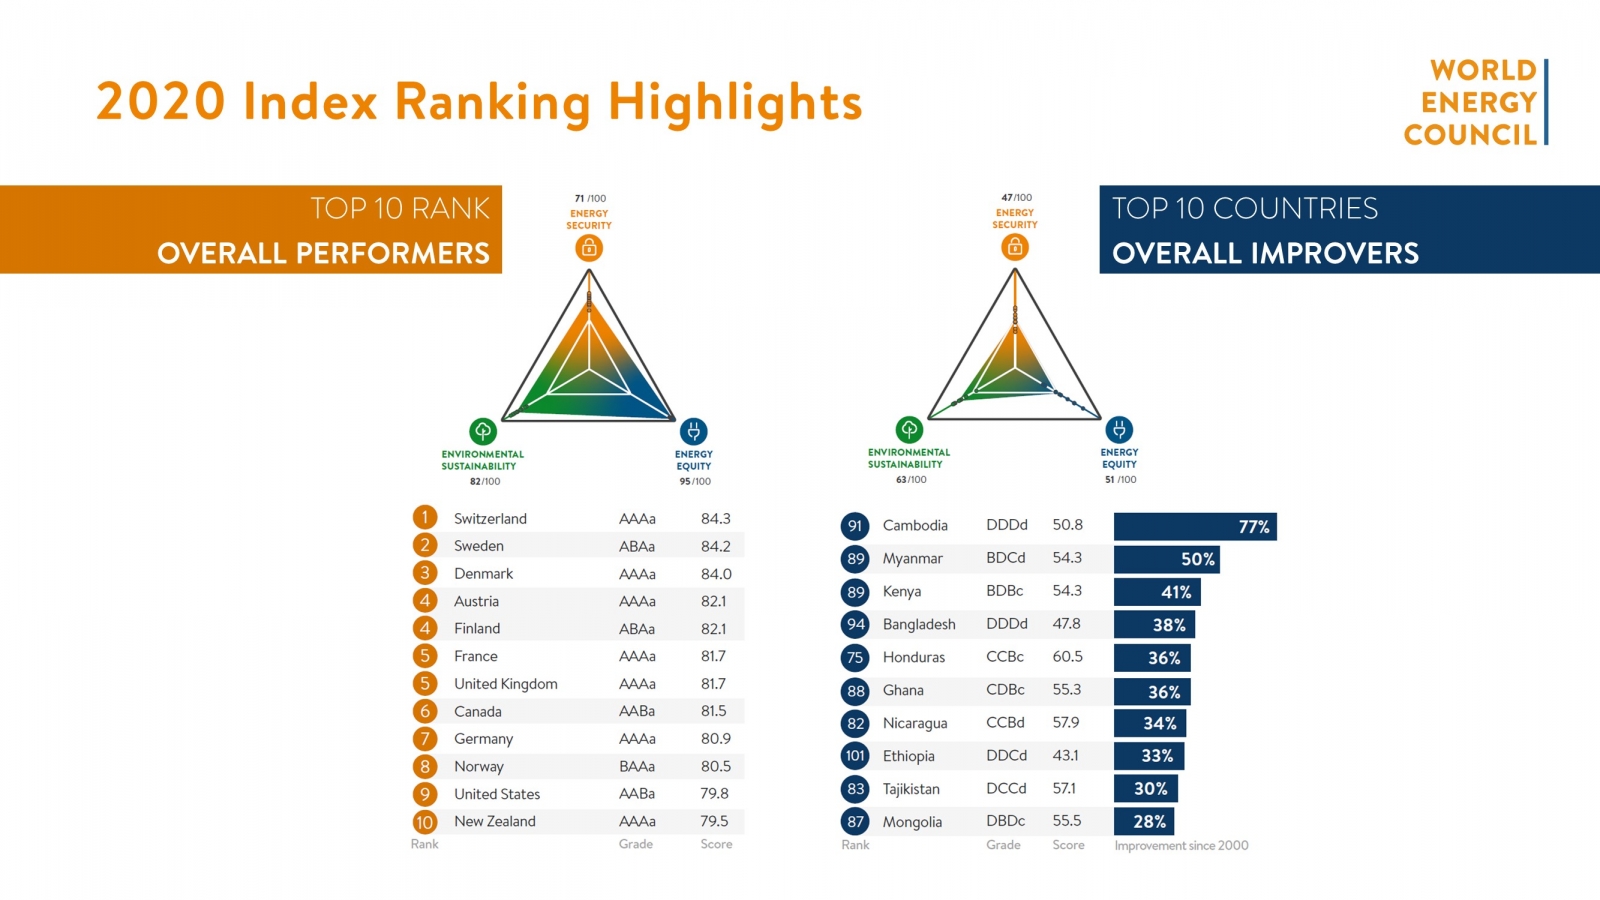 2020 Index Ranking Highlights
WORLD
ENERGY
COUNCIL
TOP 10 RANK
OVERALL PERFORMERS
71 /100
ENERGY
SECURITY
ENVIRONMENTAL
SUSTAINABILITY
82/100
ENERGY
EQUITY
95/100
1 Switzerland AAAa 84.3
2 Sweden ABAa 84.2
3 Denmark AAAa 84.0
4 Austria AAAa 82.1
4 Finland ABAa 82.1
5 France AAAa 81.7
5 United Kingdom AAAa 81.7
6 Canada AABa 81.5
7 Germany AAAa 80.9
8 Norway BAAa 80.5
9 United States AABa 79.8
10 New Zealand AAAa 79.5
Rank Grade Score
TOP 10 COUNTRIES
OVERALL IMPROVERS
47/100
ENERGY
SECURITY
ENVIRONMENTAL
SUSTAINABILITY
63/100
ENERGY
EQUITY
51 /100
91 Cambodia DDDd 50.8 77%
89 Myanmar BDCd 54.3 50%
89 Kenya BDBc 54.3 41%
94 Bangladesh DDDd 47.8 38%
75 Honduras CCBc 60.5 36%
88 Ghana CDBc 55.3 36%
82 Nicaragua CCBd 57.9 34%
101 Ethiopia DDCd 43.1 33%
83 Tajikistan DCCd 57.1 30%
87 Mongolia DBDc 55.5 28%
Rank Grade Score Improvement since 2000